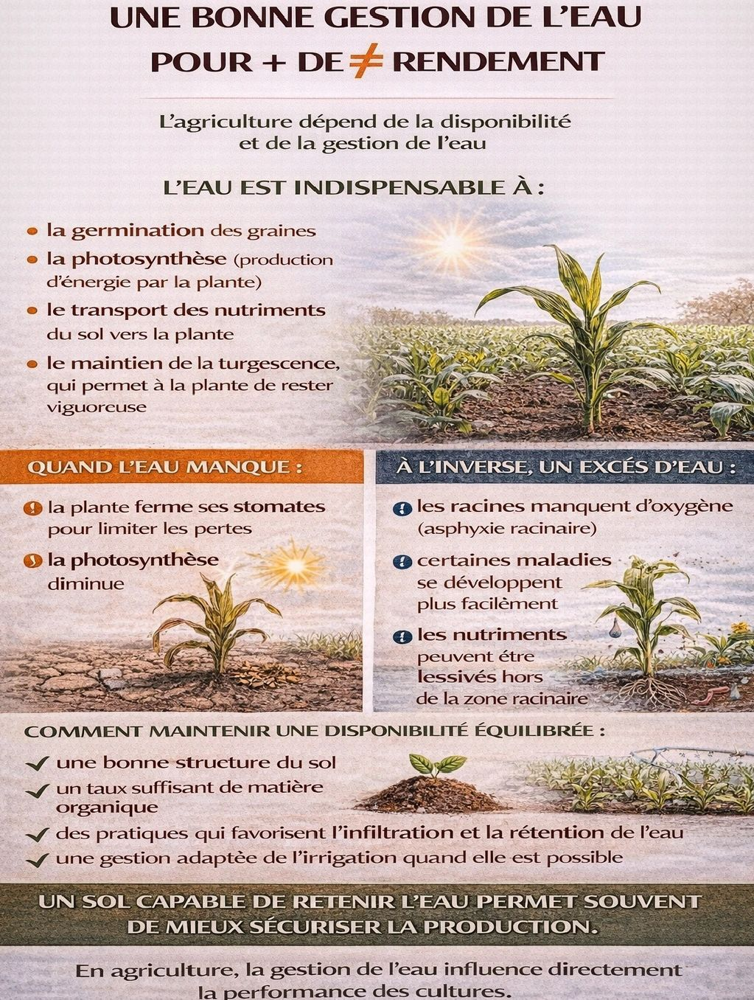 UNE BONNE GESTION DE L'EAU
POUR + DE ≠ RENDEMENT
L'agriculture dépend de la disponibilité
et de la gestion de l'eau
L'EAU EST INDISPENSABLE À :
• la germination des graines
• la photosynthèse (production
d'énergie par la plante)
• le transport des nutriments
du sol vers la plante
• le maintien de la turgescence,
qui permet à la plante de rester
viguoreuse
QUAND L'EAU MANQUE :
la plante ferme ses stomates
pour limiter les pertes
la photosynthèse
diminue
À L'INVERSE, UN EXCÉS D'EAU :
les racines manquent d'oxygène
(asphyxie racinaire)
certaines maladies
se développent
plus facilèment
les nutriments
peuvent étre
lessivés hors
de la zone racinaire
COMMENT MAINTENIR UNE DISPONIBILITÉ ÉQUILIBRÉE :
✓ une bonne structure du sol
✓ un taux suffisant de matière
organique
✓ des pratiques qui favorisent l'infiltration et la rétention de l'eau
✓ une gestion adaptèe de l'irrigation quand elle est possible
UN SOL CAPABLE DE RETENIR L'EAU PERMET SOUVENT
DE MIEUX SÉCURISER LA PRODUCTION.
En agriculture, la gestion de l'eau influence directement
la performance des cultures.